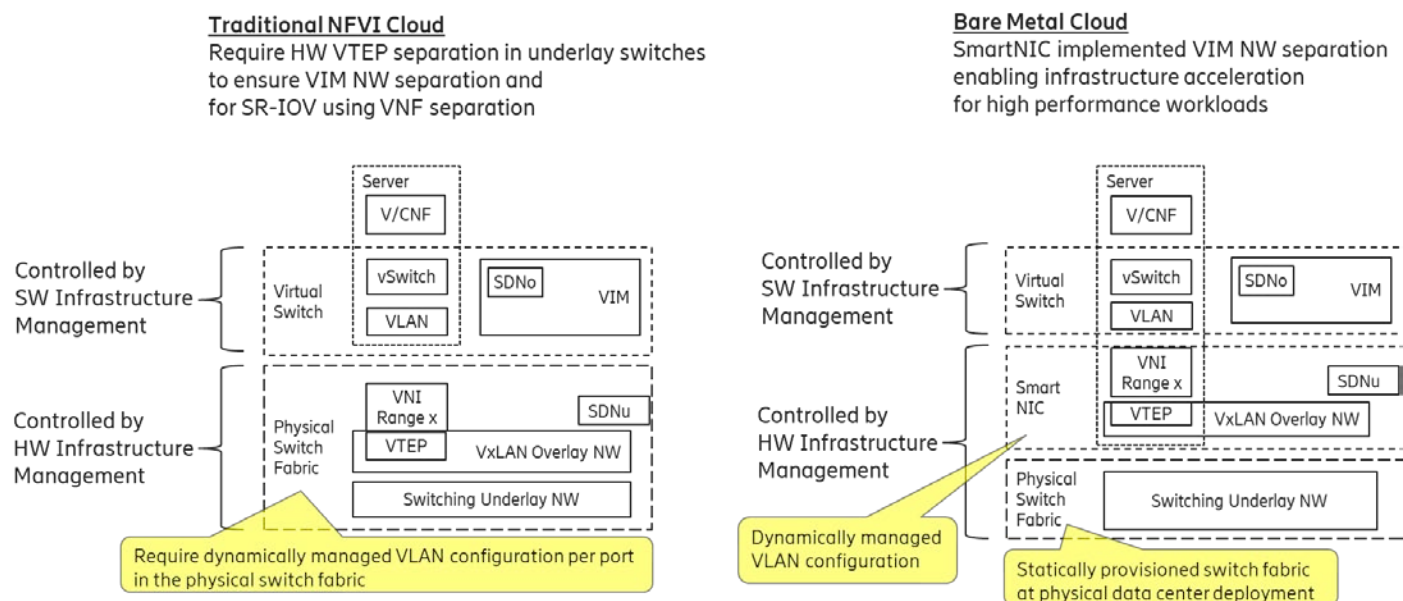 Traditional NFVI Cloud
Require HW VTEP separation in underlay switches
to ensure VIM NW separation and
for SR-IOV using VNF separation
Server
V/CNF
Controlled by
SW Infrastructure
Management
Virtual
Switch
vSwitch
VLAN
SDNo
VIM
Controlled by
HW Infrastructure
Management
Physical
Switch
Fabric
VNI
Range x
VTEP
SDNu
VxLAN Overlay NW
Switching Underlay NW
Require dynamically managed VLAN configuration per port
in the physical switch fabric
Bare Metal Cloud
SmartNIC implemented VIM NW separation
enabling infrastructure acceleration
for high performance workloads
Server
V/CNF
Controlled by
SW Infrastructure
Management
Virtual
Switch
vSwitch
VLAN
SDNo
VIM
Controlled by
HW Infrastructure
Management
Smart
NIC
VNI
Range x
VTEP
SDNu
VxLAN Overlay NW
Physical
Switch
Fabric
Switching Underlay NW
Dynamically managed
VLAN configuration
Statically provisioned switch fabric
at physical data center deployment